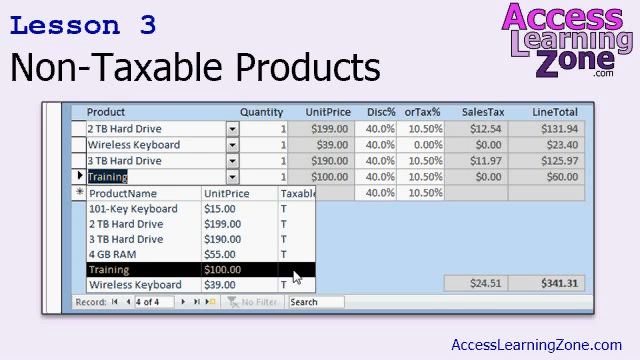 Lesson 3
Non-Taxable Products
Access
Learning
Zone
.com
Product Quantity UnitPrice Disc% orTax% SalesTax LineTotal
2 TB Hard Drive 1 $199.00 40.0% 10.50% $12.54 $131.94
Wireless Keyboard 1 $39.00 40.0% 0.00% $0.00 $23.40
3 TB Hard Drive 1 $190.00 40.0% 10.50% $11.97 $125.97
Training 1 $100.00 40.0% 10.50% $0.00 $60.00
40.0% 10.50%
ProductName UnitPrice Taxable
101-Key Keyboard $15.00 T
2 TB Hard Drive $199.00 T
3 TB Hard Drive $190.00 T
4 GB RAM $55.00 T
Training $100.00
Wireless Keyboard $39.00 T
$24.51 $341.31
Record: 4 of 4 No Filter Search
AccessLearningZone.com